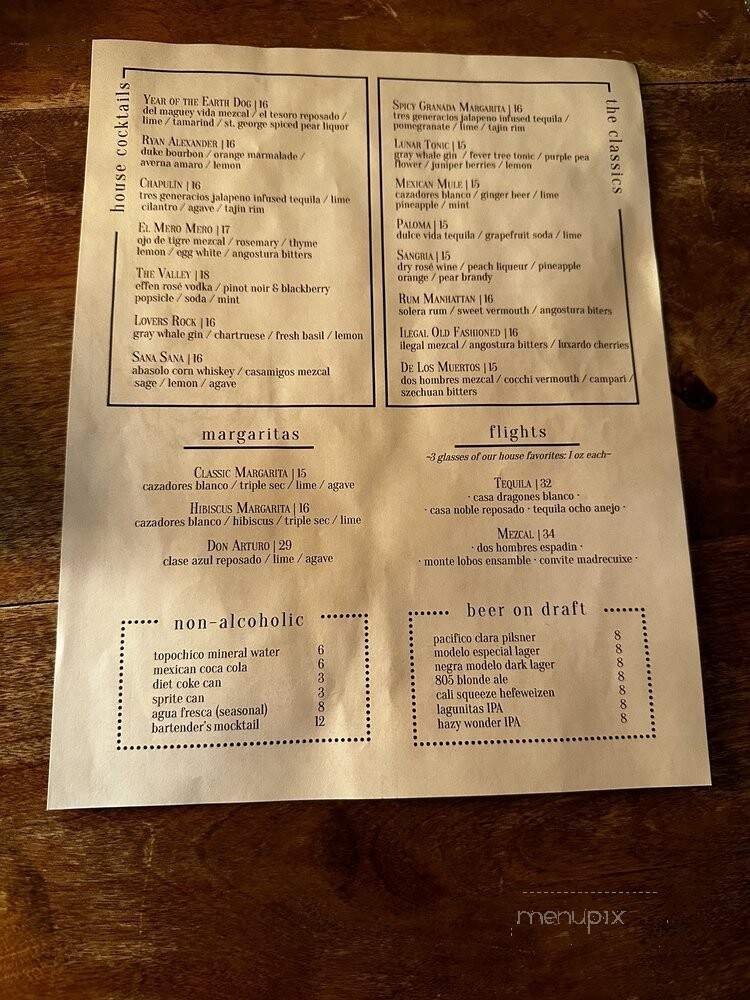 house cocktails
YEAR OF THE EARTH DOG | 16
del maguey vida mezcal / el tesoro reposado /
lime / tamarind / st. george spiced pear liquor
RYAN ALEXANDER | 16
duke bourbon / orange marmalade /
averna amaro / lemon
CHAPULÍN | 16
tres generacios jalapeno infused tequila / lime
cilantro / agave / tajin rim
EL MERO MERO | 17
ojo de tigre mezcal / rosemary / thyme
lemon / egg white / angostura bitters
THE VALLEY | 18
effen rosé vodka / pinot noir & blackberry
popsicle / soda / mint
LOVERS ROCK | 16
gray whale gin / chartruese / fresh basil / lemon
SANA SANA | 16
abasolo corn whiskey / casamigos mezcal
sage / lemon / agave
the classics
SPICY GRANADA MARGARITA | 16
tres generacios jalapeno infused tequila /
pomegranate / lime / tajin rim
LUNAR TONIC | 15
gray whale gin / fever tree tonic / purple pea
flower / juniper berries / lemon
MEXICAN MULE | 15
cazadores blanco / ginger beer / lime
pineapple / mint
PALOMA | 15
dulce vida tequila / grapefruit soda / lime
SANGRIA | 15
dry rosé wine / peach liqueur / pineapple
orange / pear brandy
RUM MANHATTAN | 16
solera rum / sweet vermouth / angostura biters
ILEGAL OLD FASHIONED | 16
ilegal mezcal / angostura bitters / luxardo cherries
DE LOS MUERTOS | 15
dos hombres mezcal / cocchi vermouth / campari /
szechuan bitters
margaritas
CLASSIC MARGARITA | 15
cazadores blanco / triple sec / lime / agave
HIBISCUS MARGARITA | 16
cazadores blanco / hibiscus / triple sec / lime
DON ARTURO | 29
clase azul reposado / lime / agave
flights
~3 glasses of our house favorites: 1 oz each~
TEQUILA | 32
· casa dragones blanco ·
· casa noble reposado · tequila ocho anejo ·
MEZCAL | 34
· dos hombres espadin ·
· monte lobos ensamble · convite madrecuixe ·
non-alcoholic
topochico mineral water 6
mexican coca cola 6
diet coke can 3
sprite can 3
agua fresca (seasonal) 8
bartender's mocktail 12
beer on draft
pacifico clara pilsner 8
modelo especial lager 8
negra modelo dark lager 8
805 blonde ale 8
cali squeeze hefeweizen 8
lagunitas IPA 8
hazy wonder IPA 8
menupix